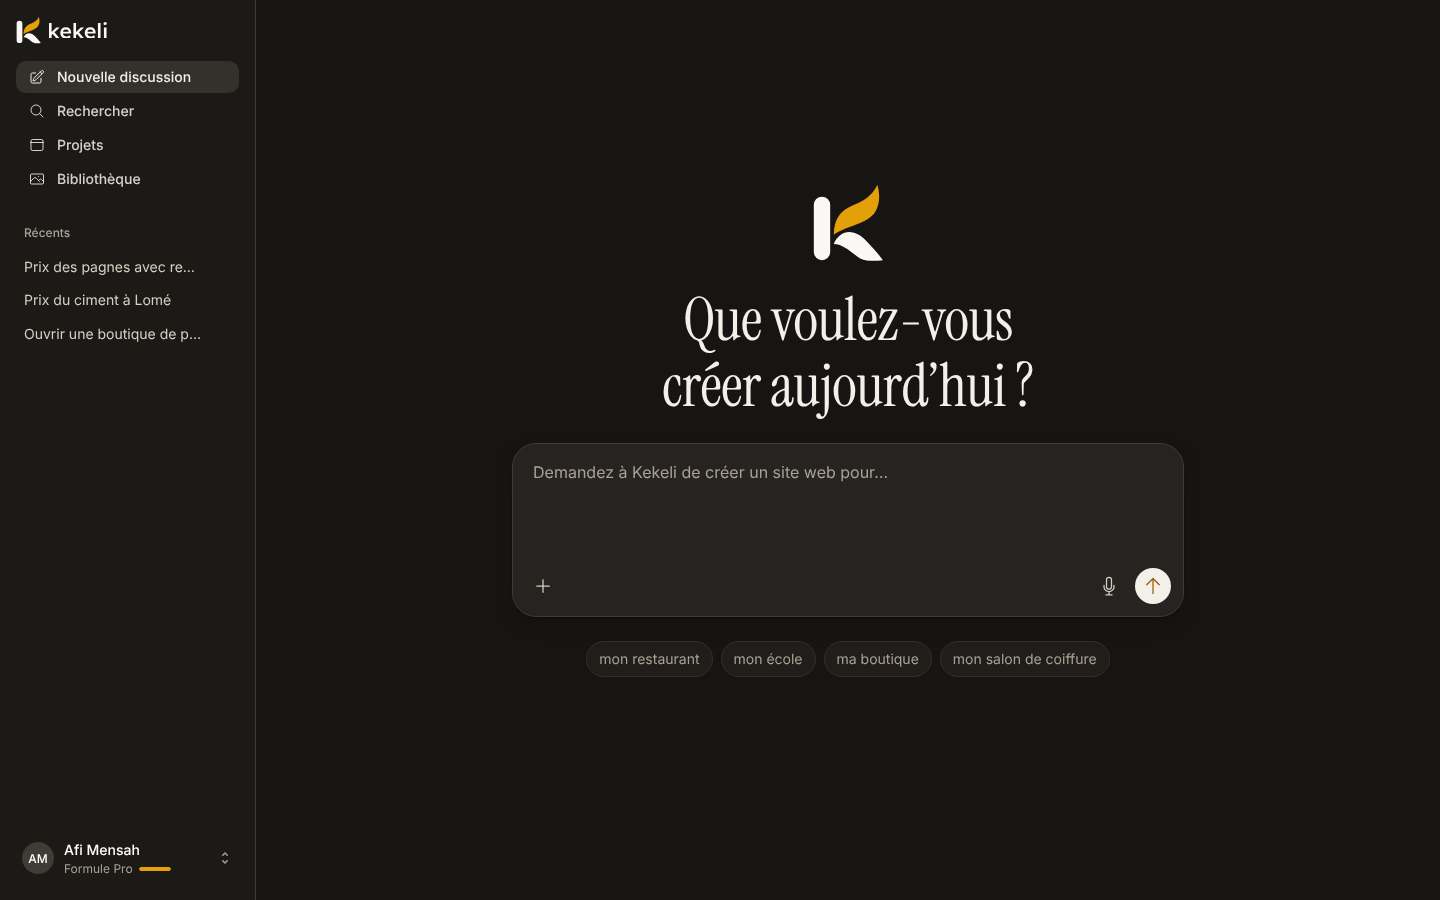 kekeli
Nouvelle discussion
Rechercher
Projets
Bibliothèque
Récents
Prix des pagnes avec re...
Prix du ciment à Lomé
Ouvrir une boutique de p...
AM
Afi Mensah
Formule Pro
Que voulez-vous
créer aujourd’hui ?
Demandez à Kekeli de créer un site web pour...
mon restaurant
mon école
ma boutique
mon salon de coiffure